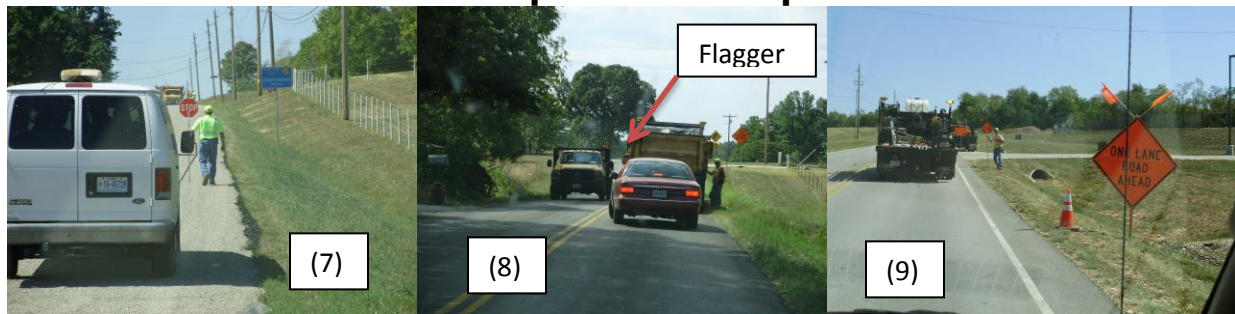 STOP
(7)
Flagger
(8)
ONE LANE
ROAD
AHEAD
(9)